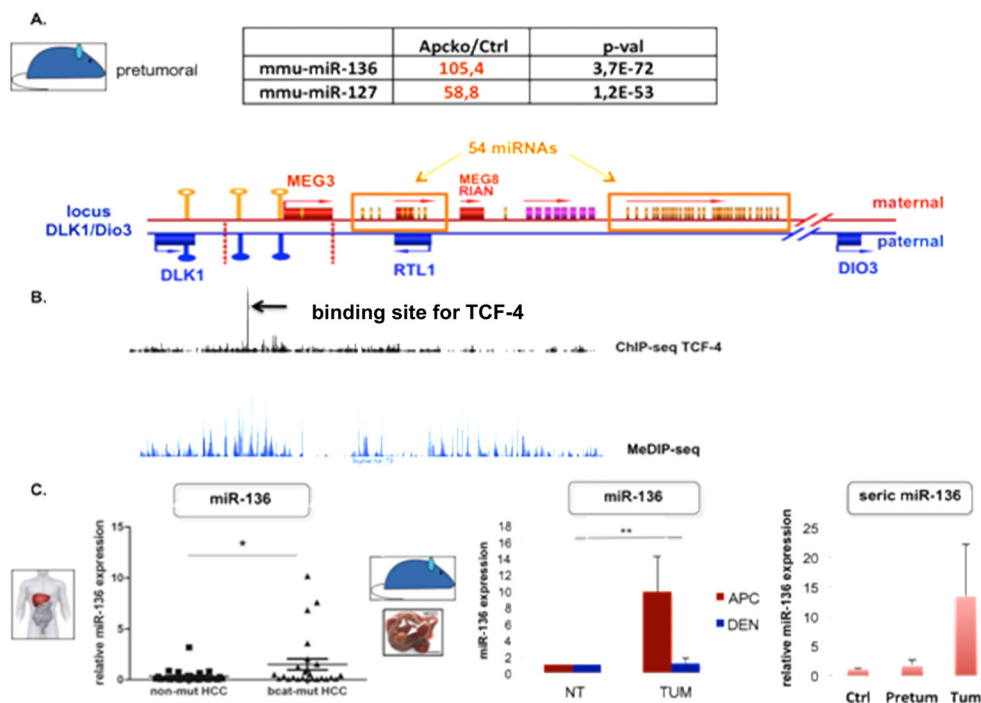 A.
pretumoral
Apcko/Ctrl p-val
mmu-miR-136 105,4 3,7E-72
mmu-miR-127 58,8 1,2E-53
54 miRNAs
MEG3
MEG8
RIAN
locus
DLK1/Dio3
maternal
paternal
DLK1
RTL1
DIO3
B.
binding site for TCF-4
ChIP-seq TCF-4
MeDIP-seq
C.
miR-136
relative miR-136 expression
15
10
5
0
*
non-mut HCC bcat-mut HCC
miR-136
miR-136 expression
18
16
14
12
10
8
6
4
2
0
**
APC
DEN
NT TUM
seric miR-136
relative miR-136 expression
25
20
15
10
5
0
Ctrl Pretum Tum